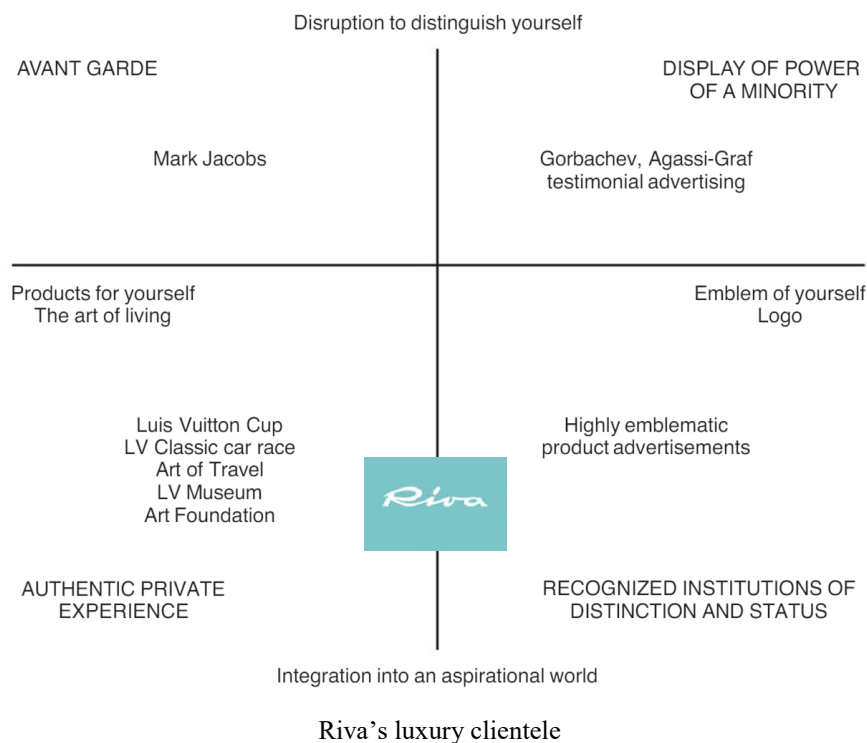 Disruption to distinguish yourself
AVANT GARDE
DISPLAY OF POWER
OF A MINORITY
Mark Jacobs
Gorbachev, Agassi-Graf
testimonial advertising
Products for yourself
The art of living
Emblem of yourself
Logo
Luis Vuitton Cup
LV Classic car race
Art of Travel
LV Museum
Art Foundation
Highly emblematic
product advertisements
Riva
AUTHENTIC PRIVATE
EXPERIENCE
RECOGNIZED INSTITUTIONS OF
DISTINCTION AND STATUS
Integration into an aspirational world
Riva’s luxury clientele